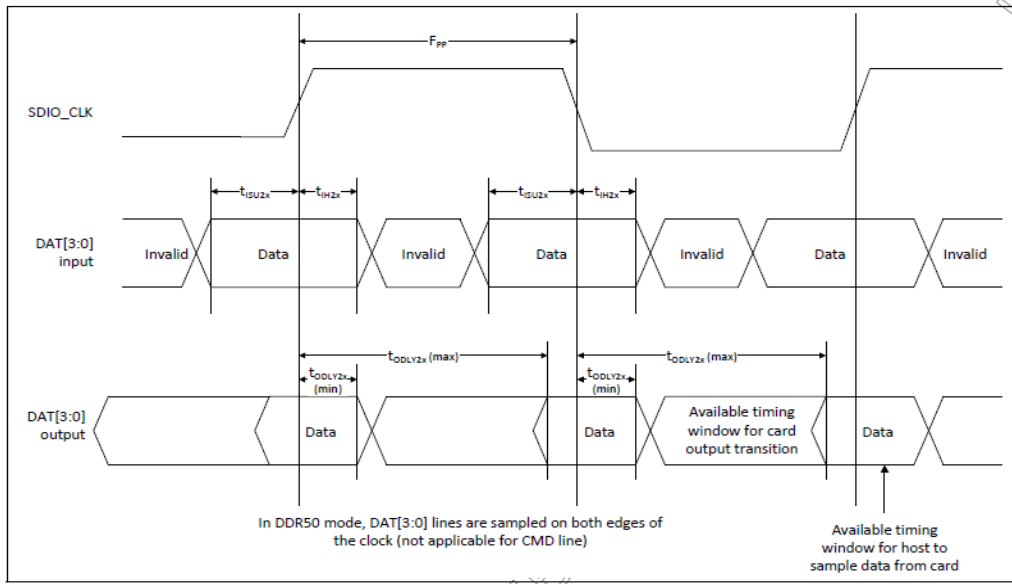 F_PP
SDIO_CLK
t_ISU2x t_IH2x t_ISU2x t_IH2x
DAT[3:0]
input
Invalid Data Invalid Data Invalid Data Invalid
t_ODLY2x (max) t_ODLY2x (max)
t_ODLY2x
(min)
t_ODLY2x
(min)
DAT[3:0]
output
Data Data
Available timing
window for card
output transition
Data
In DDR50 mode, DAT[3:0] lines are sampled on both edges of
the clock (not applicable for CMD line)
Available timing
window for host to
sample data from card